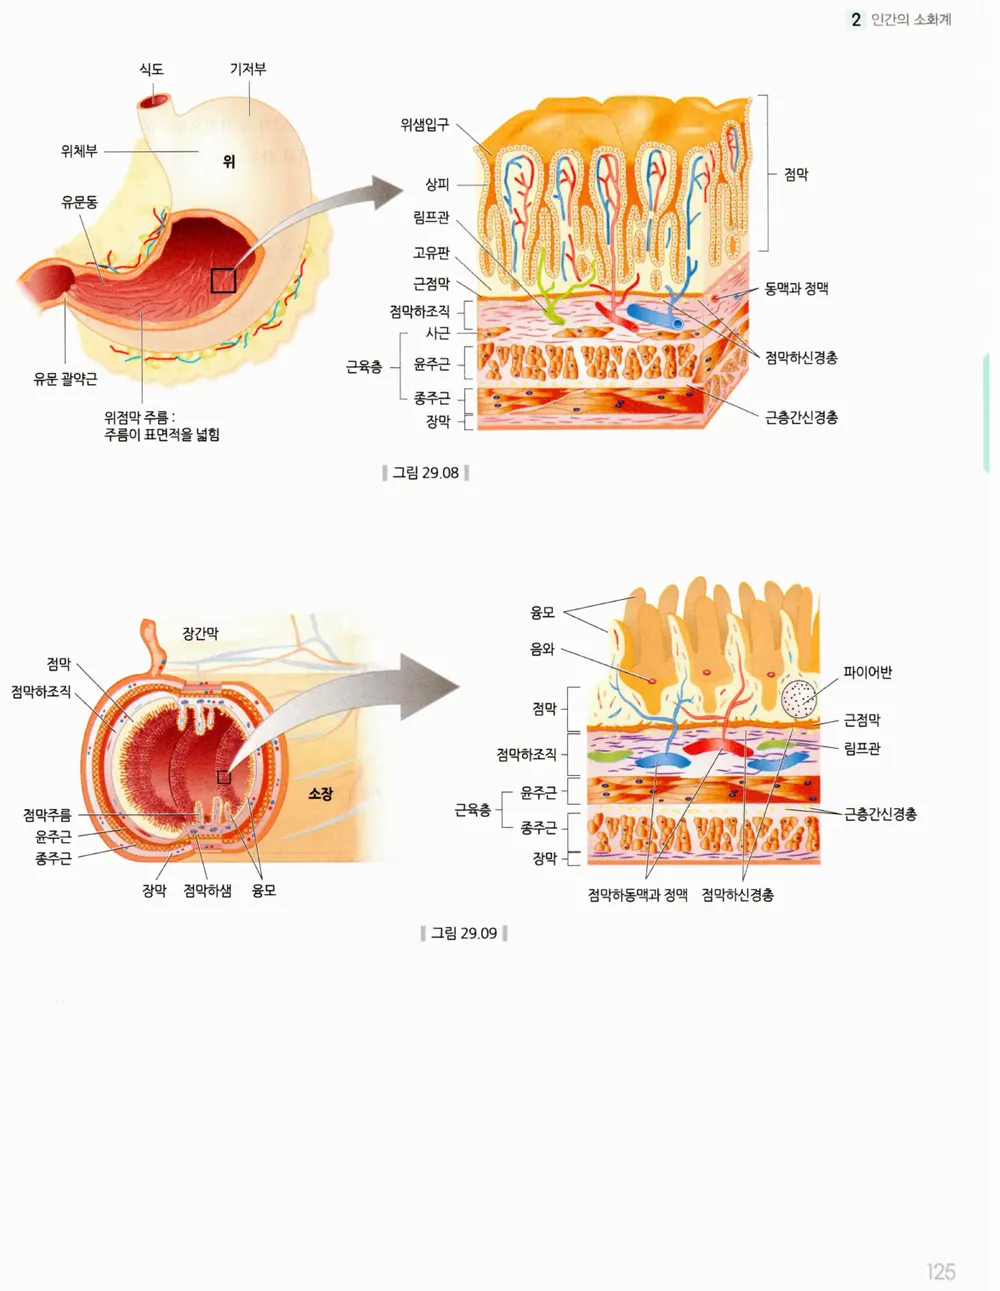 2 인간의 소화계
식도
기저부
위체부
위
유문동
유문 괄약근
위점막 주름 :
주름이 표면적을 넓힘
위샘입구
상피
림프관
고유판
근점막
점막하조직
사근
근육층
윤주근
종주근
장막
점막
동맥과 정맥
점막하신경총
근층간신경총
그림 29.08
장간막
점막
점막하조직
점막주름
윤주근
종주근
장막
점막하샘
융모
소장
융모
음와
점막
점막하조직
근육층
윤주근
종주근
장막
파이어반
근점막
림프관
근층간신경총
점막하동맥과 정맥
점막하신경총
그림 29.09
125